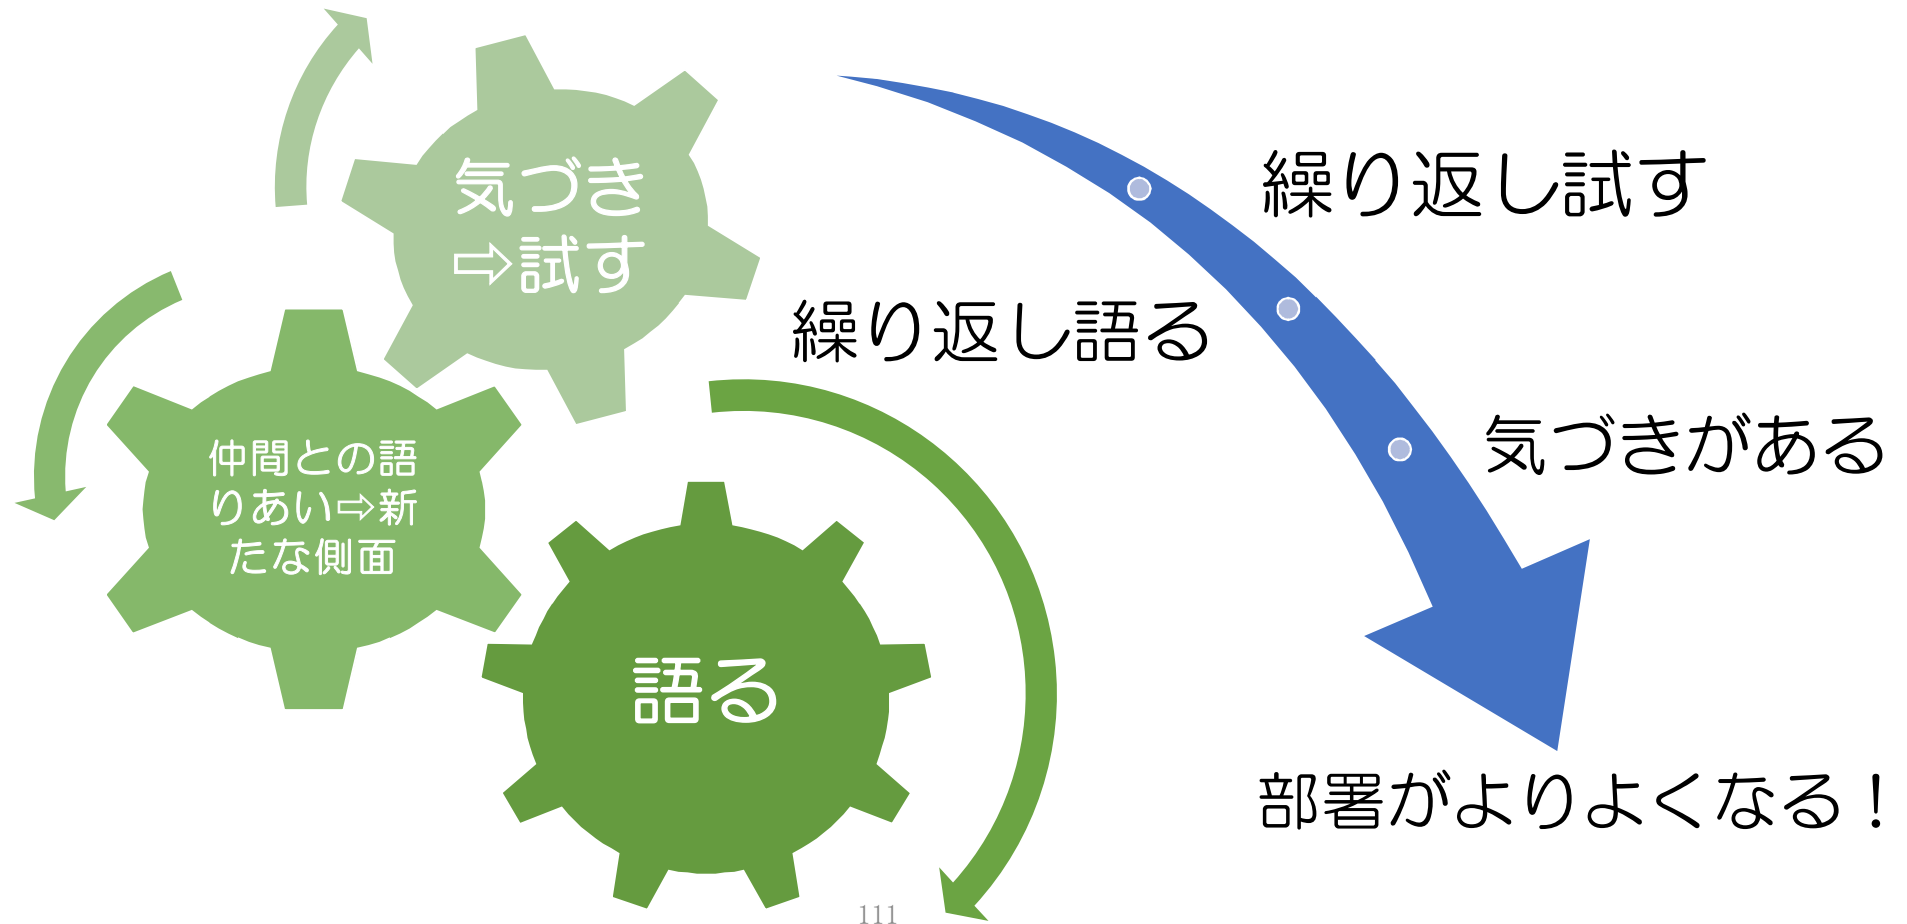 気づき
⇨試す
繰り返し試す
繰り返し語る
気づきがある
仲間との語
りあい⇨新
たな側面
語る
部署がよりよくなる！
111